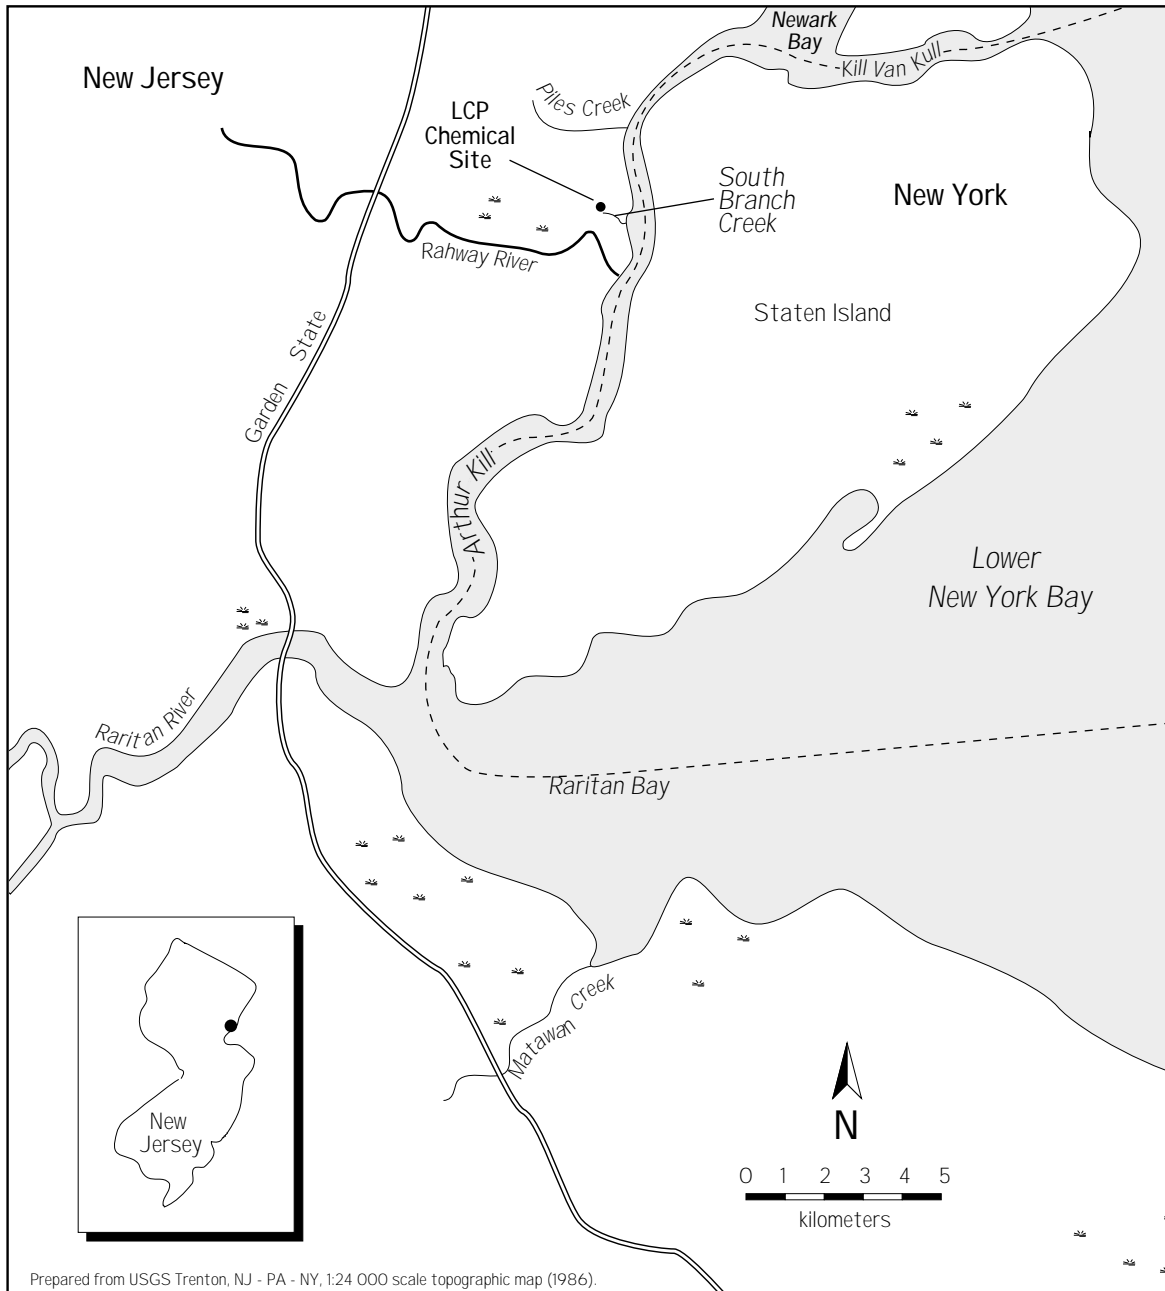 Newark
Bay
New Jersey
Kill Van Kull
Piles Creek
LCP
Chemical
Site
South
Branch
Creek
New York
Rahway River
Staten Island
Garden State
Arthur Kill
Lower
New York Bay
Raritan River
Raritan Bay
Matawan Creek
New
Jersey
N
0 1 2 3 4 5
kilometers
Prepared from USGS Trenton, NJ - PA - NY, 1:24 000 scale topographic map (1986).